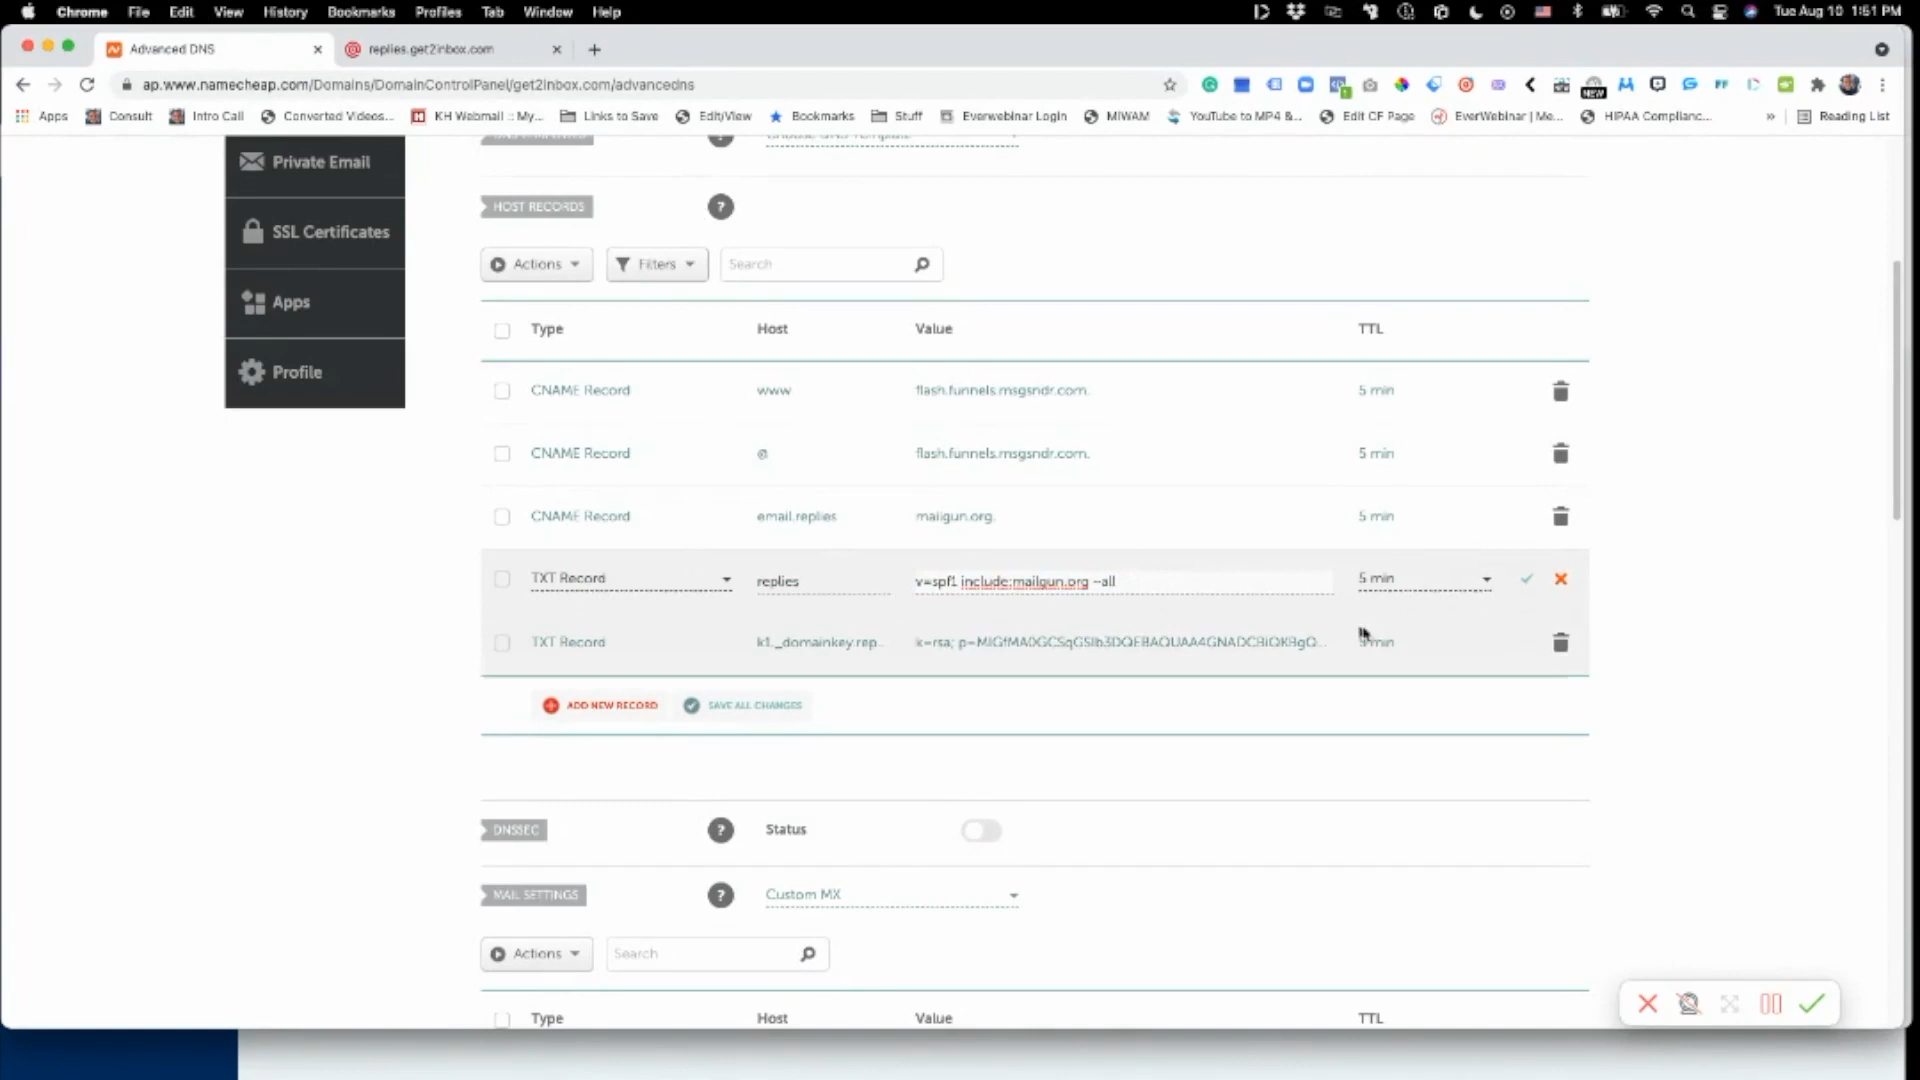 Chrome File Edit View History Bookmarks Profiles Tab Window Help Tue Aug 10 1:51 PM
Advanced DNS replies.get2inbox.com
ap.www.namecheap.com/Domains/DomainControlPanel/get2inbox.com/advancedns
NEW 1
Apps Consult Intro Call Converted Videos... KH Webmail :: My... Links to Save Edit/View Bookmarks Stuff Everwebinar Login MIWAM YouTube to MP4 &... Edit CF Page EverWebinar | Me... HIPAA Complianc... » Reading List
Private Email
HOST RECORDS ?
SSL Certificates
Actions Filters Search
Apps
Type Host Value TTL
Profile
CNAME Record www flash.funnels.msgsndr.com. 5 min
CNAME Record @ flash.funnels.msgsndr.com. 5 min
CNAME Record email.replies mailgun.org. 5 min
TXT Record replies v=spf1 include:mailgun.org ~all 5 min
TXT Record k1._domainkey.rep... k=rsa; p=MIGfMA0GCSqGSIb3DQEBAQUAA4GNADCBiQKBgQ... 5 min
ADD NEW RECORD SAVE ALL CHANGES
DNSSEC ? Status
MAIL SETTINGS ? Custom MX
Actions Search
Type Host Value TTL